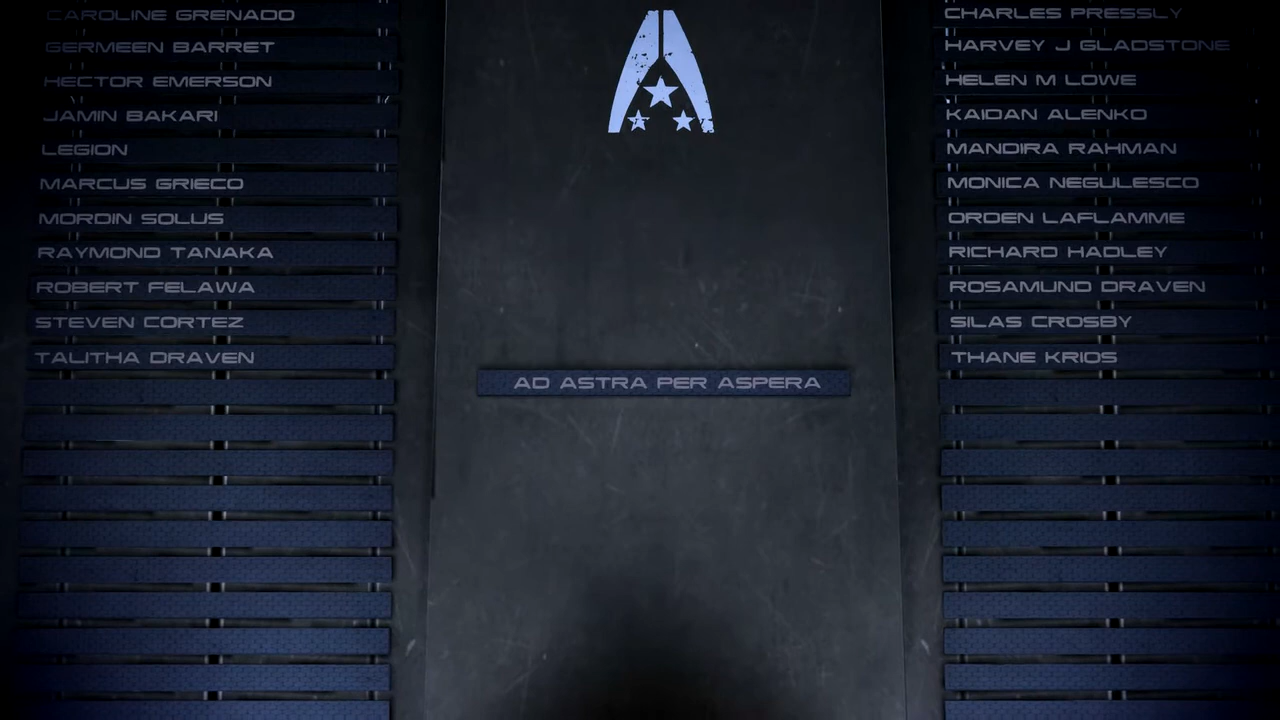 CAROLINE GRENADO
GERMEEN BARRET
HECTOR EMERSON
JAMIN BAKARI
LEGION
MARCUS GRIECO
MORDIN SOLUS
RAYMOND TANAKA
ROBERT FELAWA
STEVEN CORTEZ
TALITHA DRAVEN
AD ASTRA PER ASPERA
CHARLES PRESSLY
HARVEY J GLADSTONE
HELEN M LOWE
KAIDAN ALENKO
MANDIRA RAHMAN
MONICA NEGULESCO
ORDEN LAFLAMME
RICHARD HADLEY
ROSAMUND DRAVEN
SILAS CROSBY
THANE KRIOS